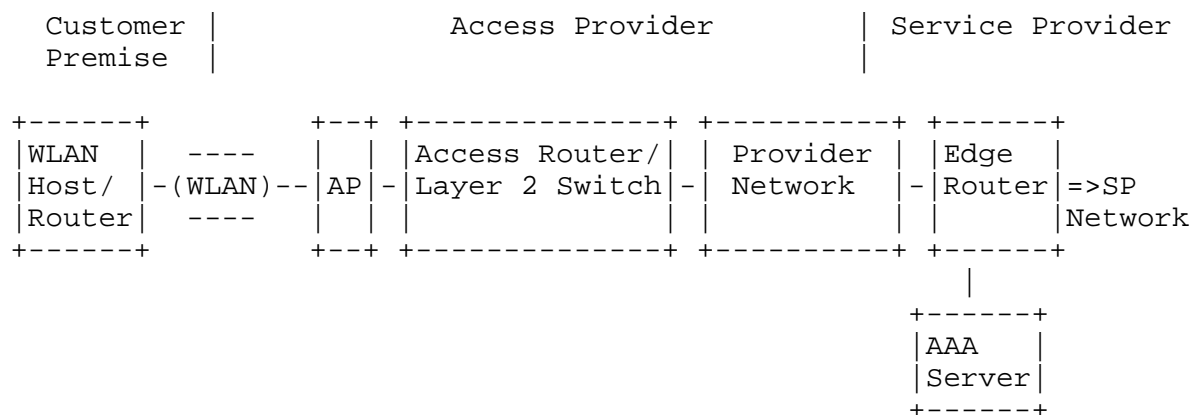 Customer |             Access Provider        | Service Provider
Premise  |                                    |
+------+         +--+ +--------------+ +----------+ +------+
|WLAN  |  ----   |  | |Access Router/| | Provider | |Edge  |
|Host/ |-(WLAN)--|AP|-|Layer 2 Switch|-| Network  |-|Router|=>SP
|Router|  ----   |  | |              | |          | |      |Network
+------+         +--+ +--------------+ +----------+ +------+
|
+------+
|AAA   |
|Server|
+------+